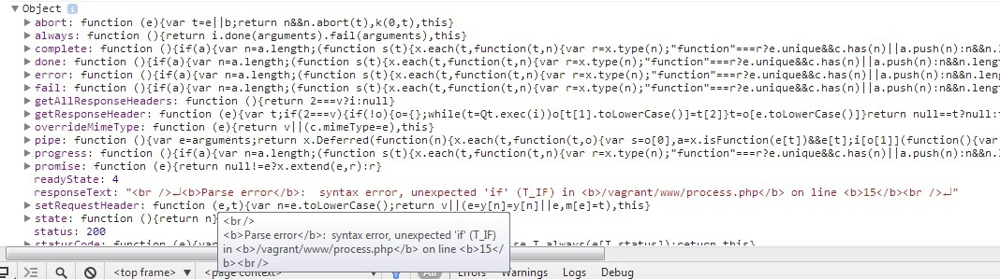 Object
abort: function (e){var t=e||b;return n&&n.abort(t),k(0,t),this}
always: function (){return i.done(arguments).fail(arguments),this}
complete: function (){if(a){var n=a.length;(function s(t){x.each(t,function(t,n){var r=x.type(n);"function"===r?e.unique&&c.has(n)||a.push(n):n&&n.l
done: function (){if(a){var n=a.length;(function s(t){x.each(t,function(t,n){var r=x.type(n);"function"===r?e.unique&&c.has(n)||a.push(n):n&&n.length
error: function (){if(a){var n=a.length;(function s(t){x.each(t,function(t,n){var r=x.type(n);"function"===r?e.unique&&c.has(n)||a.push(n):n&&n.lengt
fail: function (){if(a){var n=a.length;(function s(t){x.each(t,function(t,n){var r=x.type(n);"function"===r?e.unique&&c.has(n)||a.push(n):n&&n.length
getAllResponseHeaders: function (){return 2===v?i:null}
getResponseHeader: function (e){var t;if(2===v){if(!o){o={};while(t=Qt.exec(i))o[t[1].toLowerCase()]=t[2]}t=o[e.toLowerCase()]}return null==t?null:t
overrideMimeType: function (e){return v||(c.mimeType=e),this}
pipe: function (){var e=arguments;return x.Deferred(function(n){x.each(t,function(t,o){var s=o[0],a=x.isFunction(e[t])&&e[t];i[o[1]](function(){var
progress: function (){if(a){var n=a.length;(function s(t){x.each(t,function(t,n){var r=x.type(n);"function"===r?e.unique&&c.has(n)||a.push(n):n&&n.l
promise: function (e){return null!=e?x.extend(e,r):r}
readyState: 4
responseText: "<br />↵<b>Parse error</b>:  syntax error, unexpected 'if' (T_IF) in <b>/vagrant/www/process.php</b> on line <b>15</b><br />↵"
setRequestHeader: function (e,t){var n=e.toLowerCase();return v||(e=y[n]=y[n]||e,m[e]=t),this}
state: function (){return n}
status: 200
statusCode: function (e){var
T.always(e[T.status]);return this}
<br />
<b>Parse error</b>:  syntax error, unexpected 'if' (T_IF)
in <b>/vagrant/www/process.php</b> on line <b>15</
b><br />
<top frame>
<page context>
All
Errors
Warnings
Logs
Debug